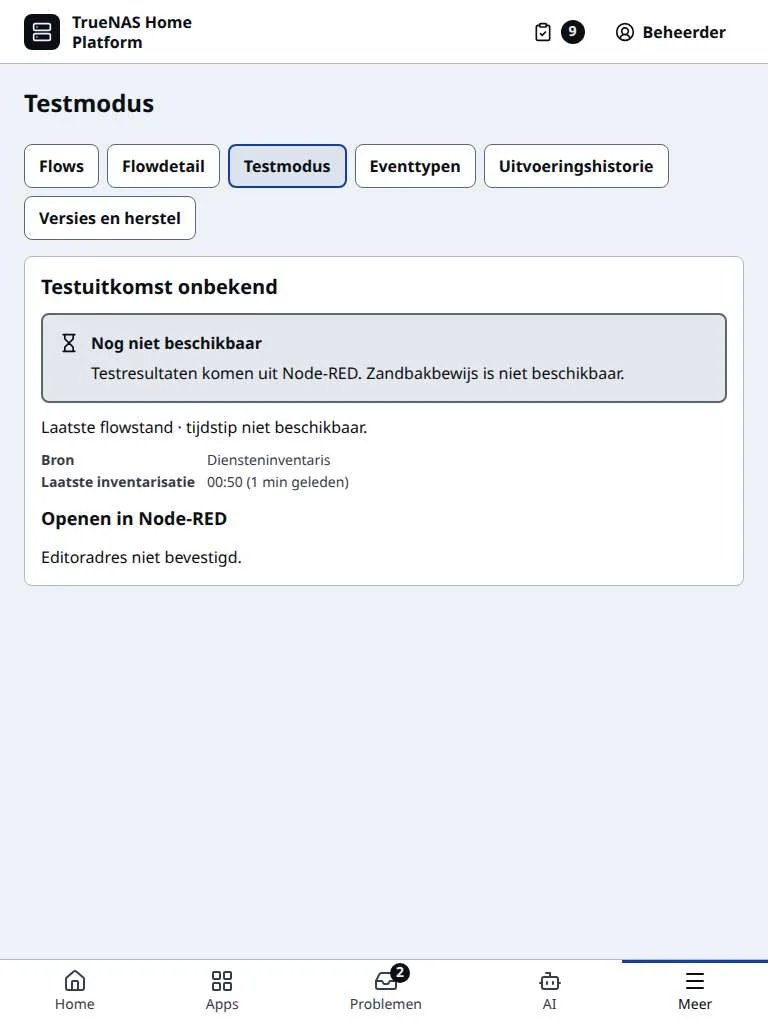 TrueNAS Home
Platform
9
Beheerder
Testmodus
Flows
Flowdetail
Testmodus
Eventtypen
Uitvoeringshistorie
Versies en herstel
Testuitkomst onbekend
Nog niet beschikbaar
Testresultaten komen uit Node-RED. Zandbakbewijs is niet beschikbaar.
Laatste flowstand · tijdstip niet beschikbaar.
Bron Diensteninventaris
Laatste inventarisatie 00:50 (1 min geleden)
Openen in Node-RED
Editoradres niet bevestigd.
Home
Apps
2
Problemen
AI
Meer